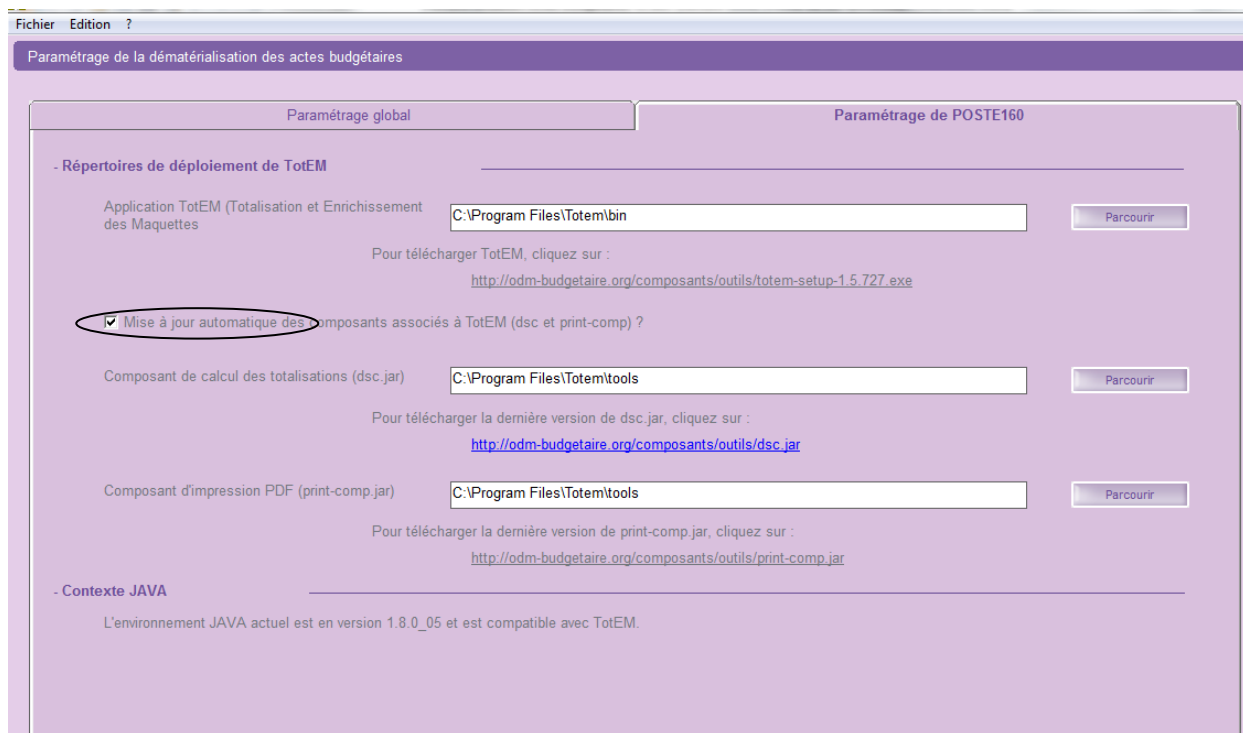 Fichier Edition ?
Paramétrage de la dématérialisation des actes budgétaires
Paramétrage global
Paramétrage de POSTE160
- Répertoires de déploiement de TotEM
Application TotEM (Totalisation et Enrichissement
des Maquettes
C:\Program Files\Totem\bin
Parcourir
Pour télécharger TotEM, cliquez sur :
http://odm-budgetaire.org/composants/outils/totem-setup-1.5.727.exe
Mise à jour automatique des composants associés à TotEM (dsc et print-comp) ?
Composant de calcul des totalisations (dsc.jar)
C:\Program Files\Totem\tools
Parcourir
Pour télécharger la dernière version de dsc.jar, cliquez sur :
http://odm-budgetaire.org/composants/outils/dsc.jar
Composant d'impression PDF (print-comp.jar)
C:\Program Files\Totem\tools
Parcourir
Pour télécharger la dernière version de print-comp.jar, cliquez sur :
http://odm-budgetaire.org/composants/outils/print-comp.jar
- Contexte JAVA
L'environnement JAVA actuel est en version 1.8.0_05 et est compatible avec TotEM.